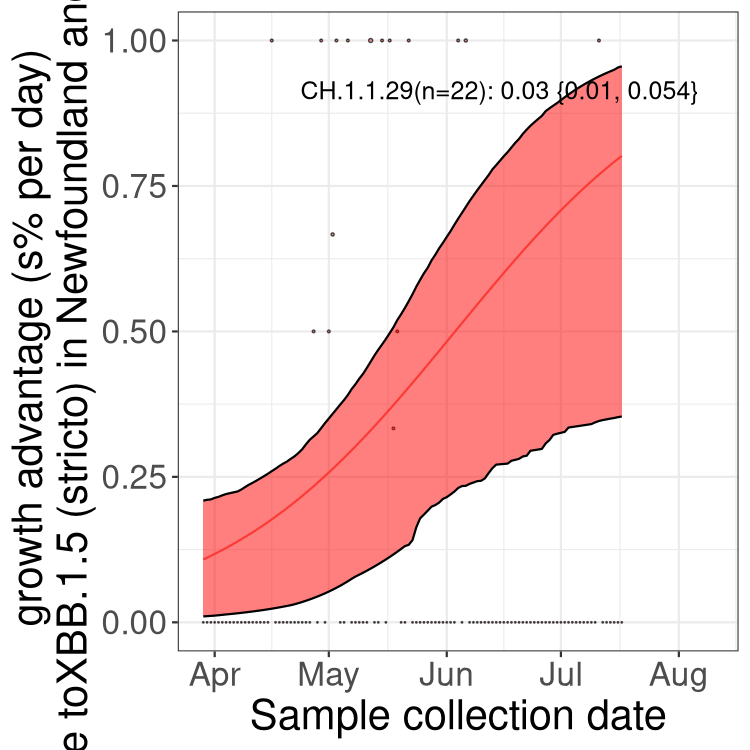 growth advantage (s% per day)
e toXBB.1.5 (stricto) in Newfoundland and
1.00
0.75
0.50
0.25
0.00
CH.1.1.29(n=22): 0.03 {0.01, 0.054}
Apr May Jun Jul Aug
Sample collection date